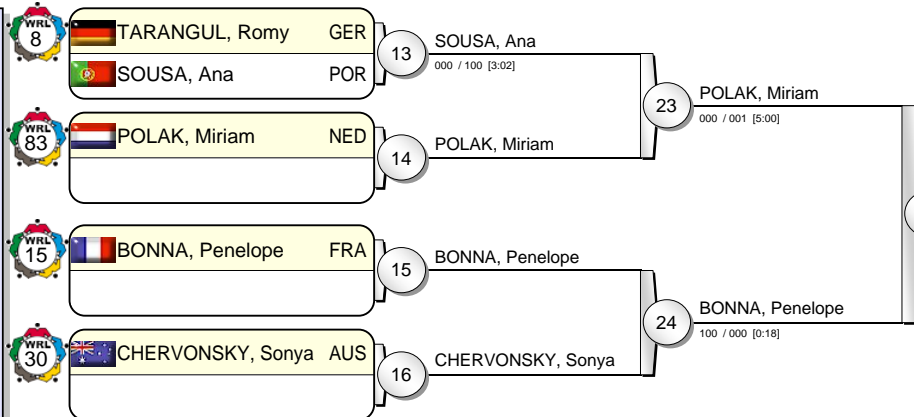 WRL
8
TARANGUL, Romy GER
SOUSA, Ana POR
13
SOUSA, Ana
000 / 100 [3:02]
WRL
83
POLAK, Miriam NED
14
POLAK, Miriam
23
POLAK, Miriam
000 / 001 [5:00]
WRL
15
BONNA, Penelope FRA
15
BONNA, Penelope
WRL
30
CHERVONSKY, Sonya AUS
16
CHERVONSKY, Sonya
24
BONNA, Penelope
100 / 000 [0:18]